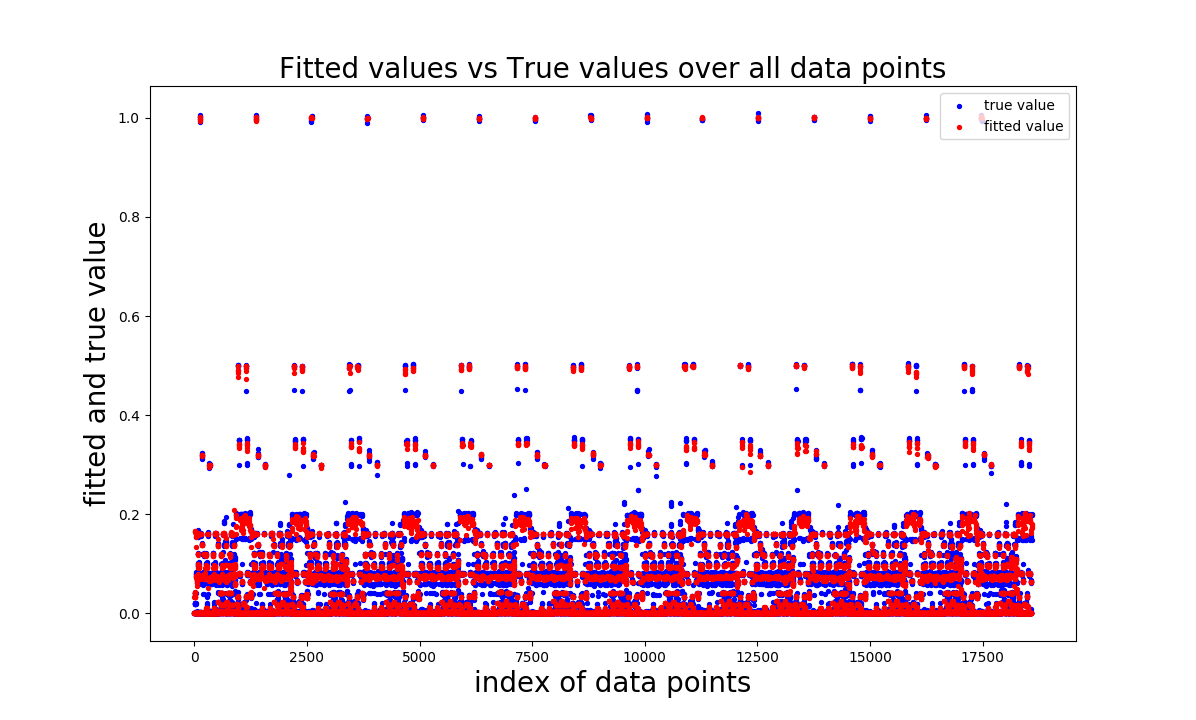 Fitted values vs True values over all data points
true value
fitted value
1.0
0.8
0.6
0.4
0.2
0.0
fitted and true value
0 2500 5000 7500 10000 12500 15000 17500
index of data points